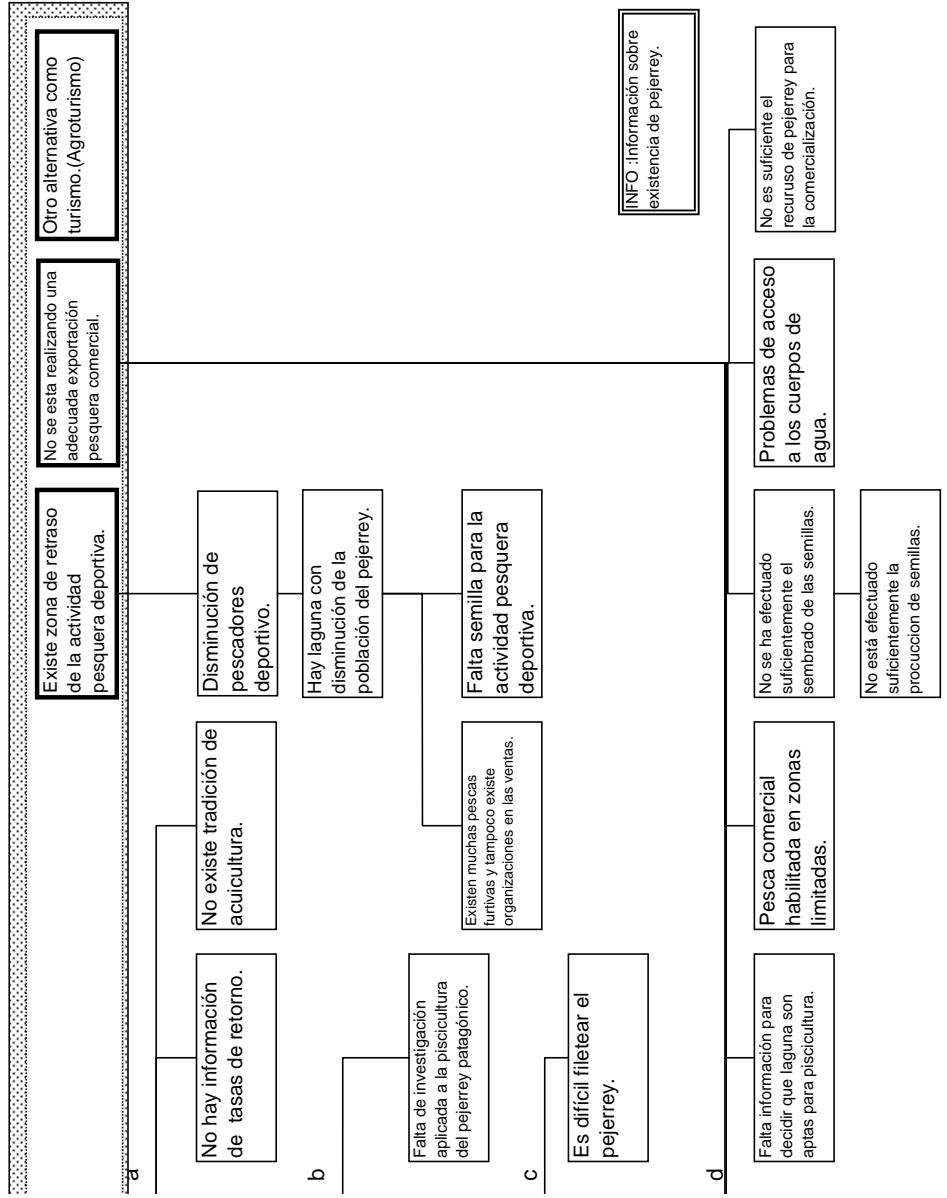 Existe zona de retraso
de la actividad
pesquera deportiva.
No se esta realizando una
adecuada exportación
pesquera comercial.
Otro alternativa como
turismo.(Agroturismo)
a
No hay información
de tasas de retorno.
No existe tradición de
acuicultura.
Disminución de
pescadores
deportivo.
Hay laguna con
disminución de la
población del pejerrey.
b
Falta de investigación
aplicada a la piscicultura
del pejerrey patagónico.
Existen muchas pescas
furtivas y tampoco existe
organizaciones en las ventas.
Falta semilla para la
actividad pesquera
deportiva.
c
Es difícil filetear el
pejerrey.
INFO :Información sobre
existencia de pejerrey.
d
Falta información para
decidir que laguna son
aptas para piscicultura.
Pesca comercial
habilitada en zonas
limitadas.
No se ha efectuado
suficientemente el
sembrado de las semillas.
Problemas de acceso
a los cuerpos de
agua.
No es suficiente el
recuruso de pejerrey para
la comercialización.
No está efectuado
suficientemente la
procuccion de semillas.